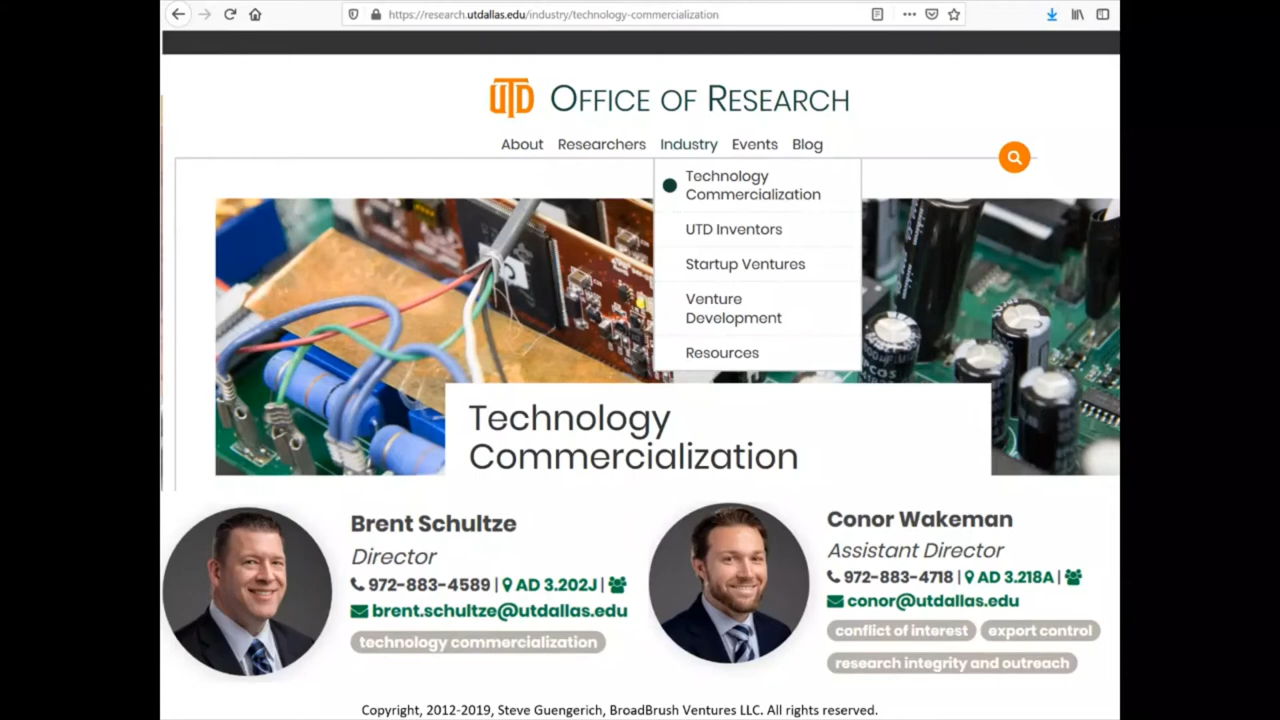 https://research.utdallas.edu/industry/technology-commercialization
UTD OFFICE OF RESEARCH
About Researchers Industry Events Blog
Technology
Commercialization
UTD Inventors
Startup Ventures
Venture
Development
Resources
Technology
Commercialization
Brent Schultze
Director
972-883-4589 | AD 3.202J |
brent.schultze@utdallas.edu
technology commercialization
Conor Wakeman
Assistant Director
972-883-4718 | AD 3.218A |
conor@utdallas.edu
conflict of interest export control
research integrity and outreach
Copyright, 2012-2019, Steve Guengerich, BroadBrush Ventures LLC. All rights reserved.